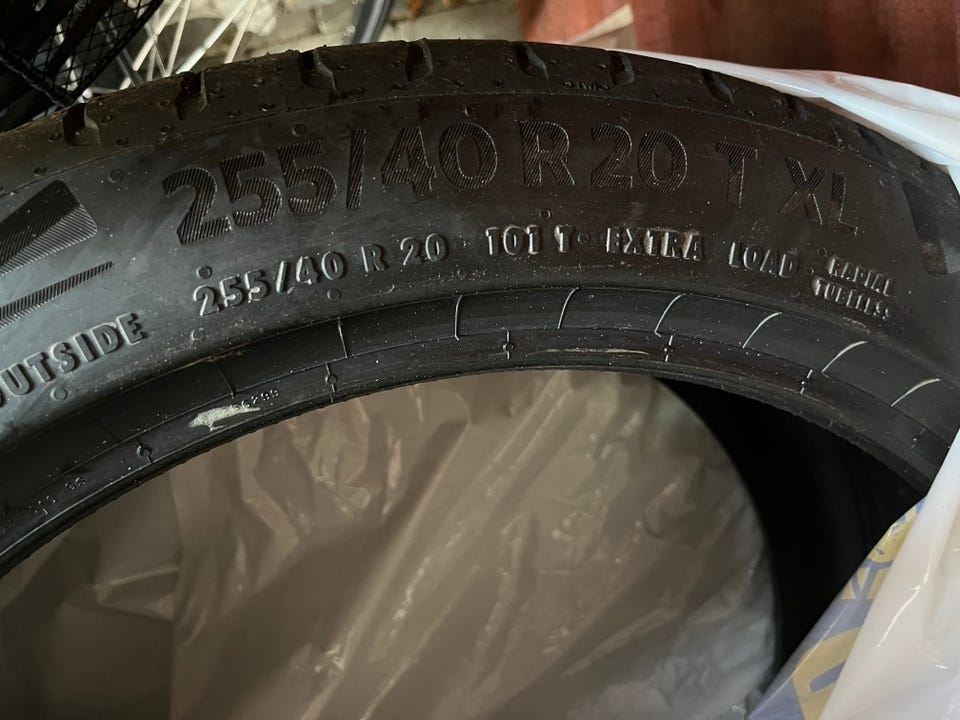 255/40 R 20 T XL
255/40 R 20 101 T EXTRA LOAD RADIAL
TUBELESS
OUTSIDE